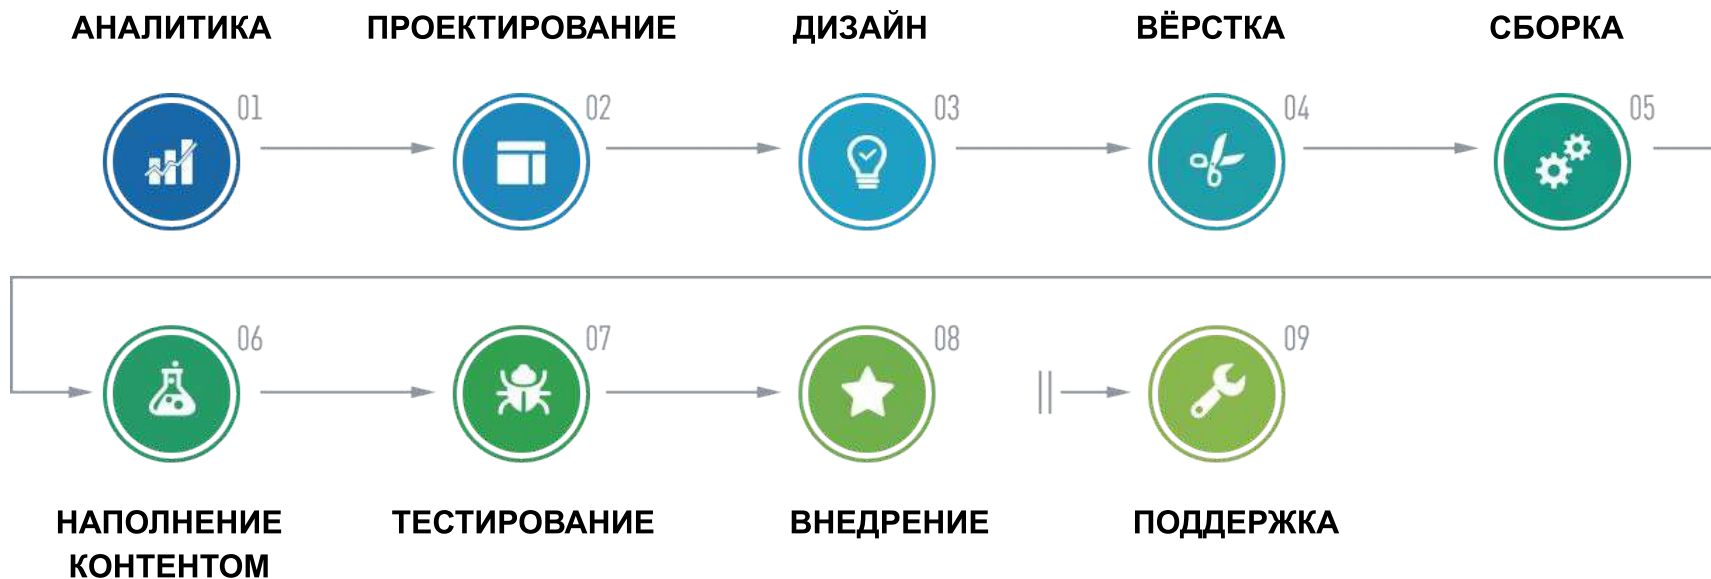 АНАЛИТИКА
ПРОЕКТИРОВАНИЕ
ДИЗАЙН
ВЁРСТКА
СБОРКА
01
02
03
04
05
06
07
08
09
НАПОЛНЕНИЕ
КОНТЕНТОМ
ТЕСТИРОВАНИЕ
ВНЕДРЕНИЕ
ПОДДЕРЖКА